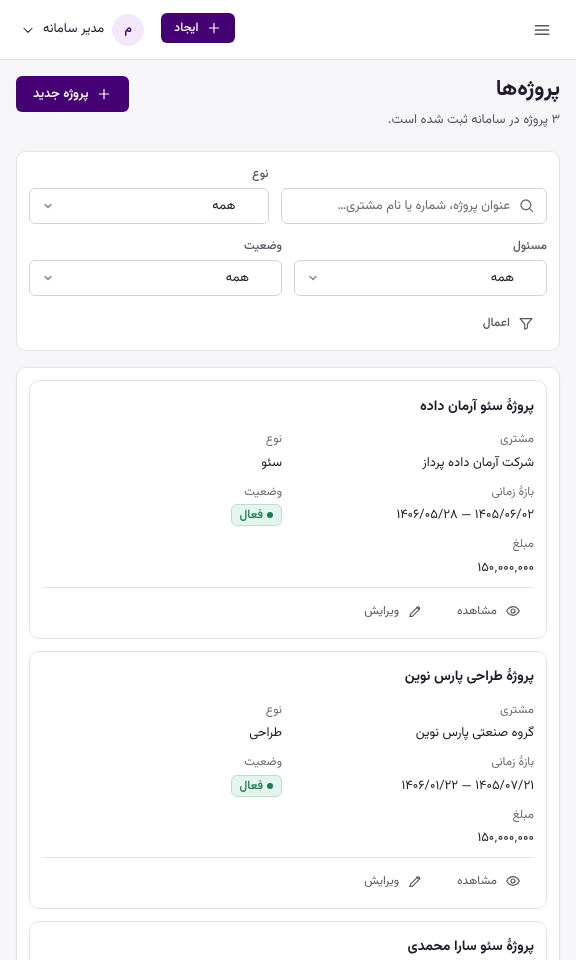 ایجاد
م
مدیر سامانه
پروژه‌ها
۳ پروژه در سامانه ثبت شده است.
پروژه جدید
عنوان پروژه، شماره یا نام مشتری...
نوع
همه
مسئول
همه
وضعیت
همه
اعمال
پروژهٔ سئو آرمان داده
مشتری
شرکت آرمان داده پرداز
نوع
سئو
بازهٔ زمانی
۱۴۰۵/۰۶/۰۲ — ۱۴۰۶/۰۵/۲۸
وضعیت
فعال
مبلغ
۱۵۰,۰۰۰,۰۰۰
مشاهده
ویرایش
پروژهٔ طراحی پارس نوین
مشتری
گروه صنعتی پارس نوین
نوع
طراحی
بازهٔ زمانی
۱۴۰۵/۰۷/۲۱ — ۱۴۰۶/۰۱/۲۲
وضعیت
فعال
مبلغ
۱۵۰,۰۰۰,۰۰۰
مشاهده
ویرایش
پروژهٔ سئو سارا محمدی